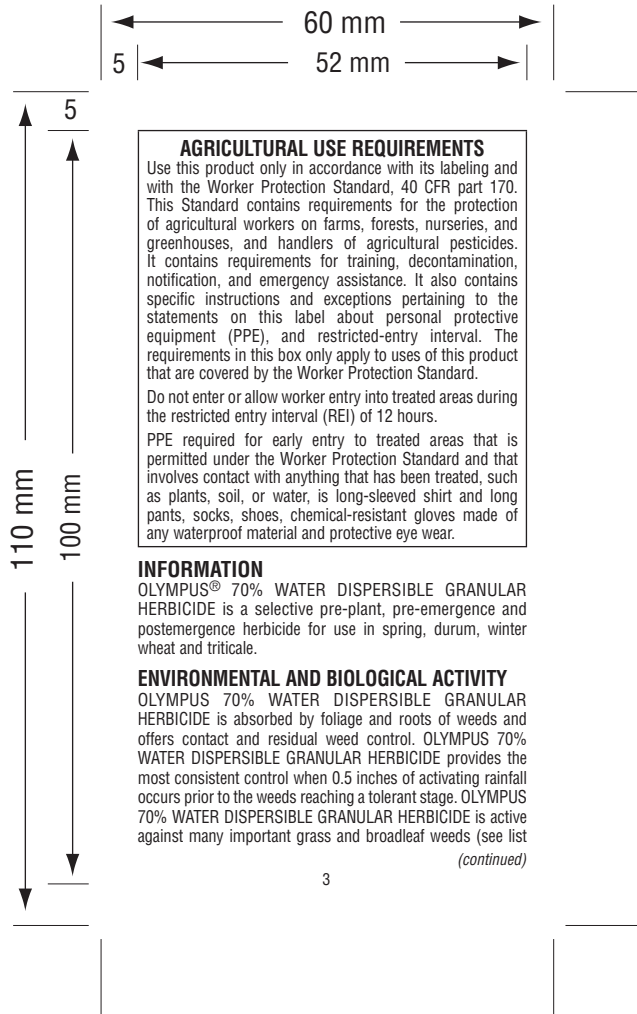 60 mm
5 52 mm
5
110 mm
100 mm
AGRICULTURAL USE REQUIREMENTS
Use this product only in accordance with its labeling and
with the Worker Protection Standard, 40 CFR part 170.
This Standard contains requirements for the protection
of agricultural workers on farms, forests, nurseries, and
greenhouses, and handlers of agricultural pesticides.
It contains requirements for training, decontamination,
notification, and emergency assistance. It also contains
specific instructions and exceptions pertaining to the
statements on this label about personal protective
equipment (PPE), and restricted-entry interval. The
requirements in this box only apply to uses of this product
that are covered by the Worker Protection Standard.
Do not enter or allow worker entry into treated areas during
the restricted entry interval (REI) of 12 hours.
PPE required for early entry to treated areas that is
permitted under the Worker Protection Standard and that
involves contact with anything that has been treated, such
as plants, soil, or water, is long-sleeved shirt and long
pants, socks, shoes, chemical-resistant gloves made of
any waterproof material and protective eye wear.
INFORMATION
OLYMPUS® 70% WATER DISPERSIBLE GRANULAR
HERBICIDE is a selective pre-plant, pre-emergence and
postemergence herbicide for use in spring, durum, winter
wheat and triticale.
ENVIRONMENTAL AND BIOLOGICAL ACTIVITY
OLYMPUS 70% WATER DISPERSIBLE GRANULAR
HERBICIDE is absorbed by foliage and roots of weeds and
offers contact and residual weed control. OLYMPUS 70%
WATER DISPERSIBLE GRANULAR HERBICIDE provides the
most consistent control when 0.5 inches of activating rainfall
occurs prior to the weeds reaching a tolerant stage. OLYMPUS
70% WATER DISPERSIBLE GRANULAR HERBICIDE is active
against many important grass and broadleaf weeds (see list
(continued)
3